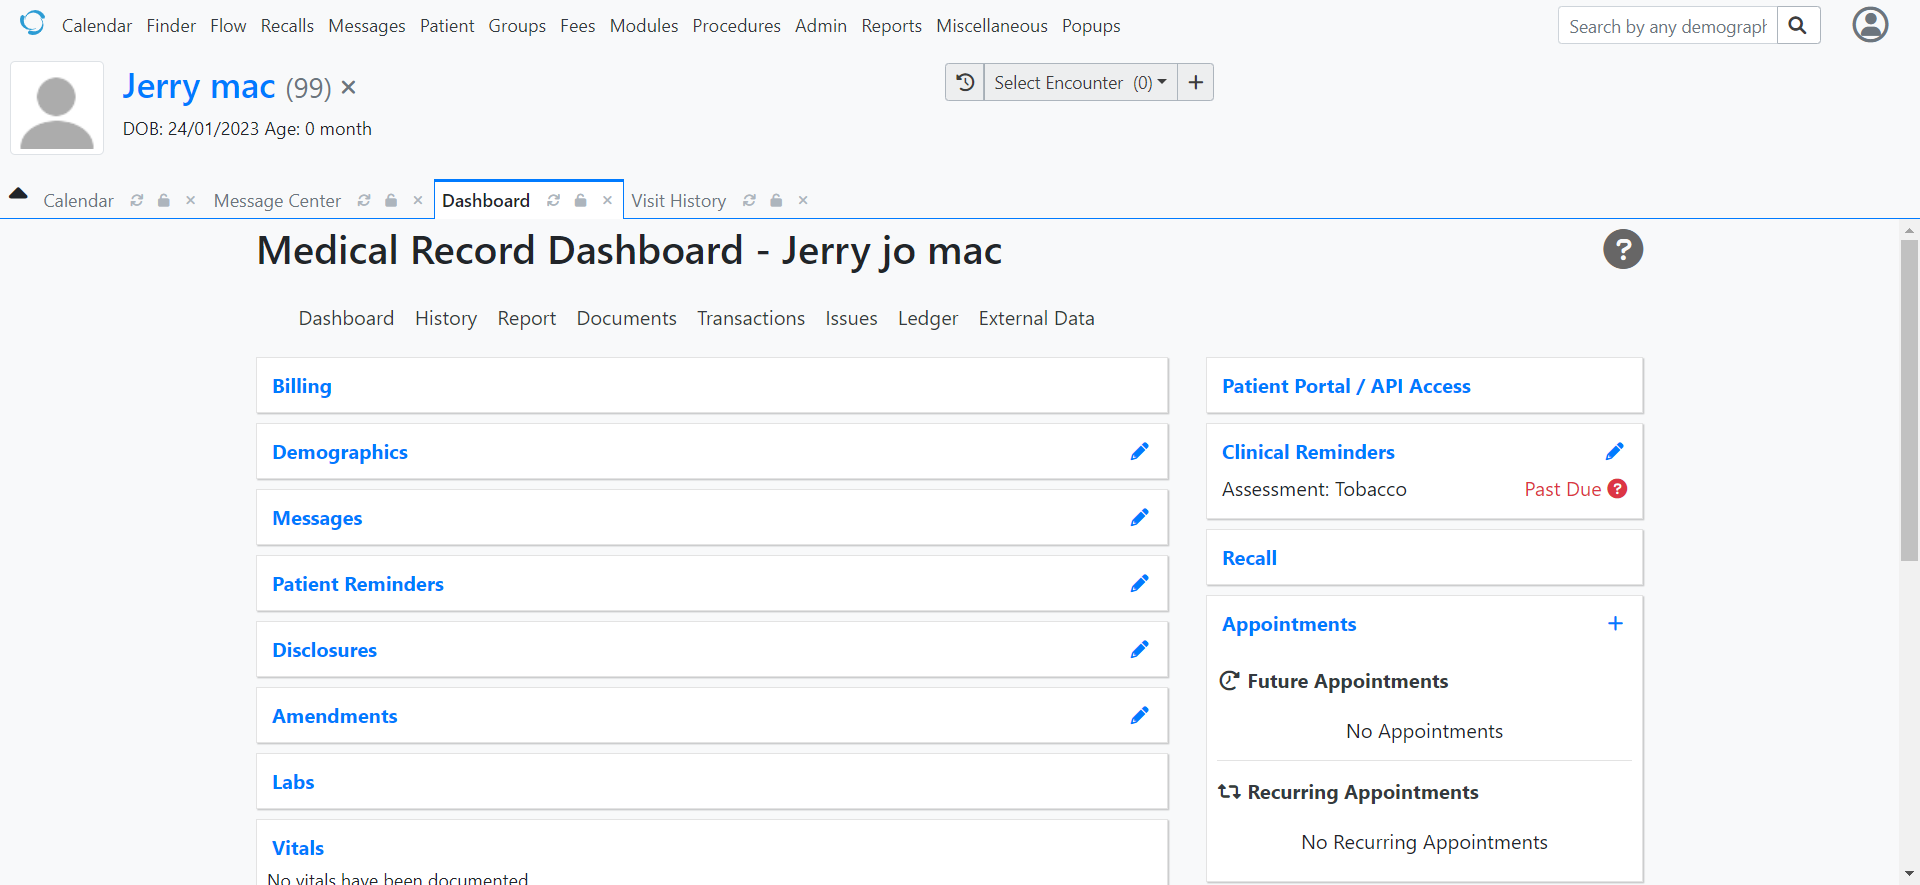 Calendar Finder Flow Recalls Messages Patient Groups Fees Modules Procedures Admin Reports Miscellaneous Popups
Search by any demograph
Jerry mac (99)
DOB: 24/01/2023 Age: 0 month
Select Encounter (0)
Calendar Message Center Dashboard Visit History
Medical Record Dashboard - Jerry jo mac
Dashboard History Report Documents Transactions Issues Ledger External Data
Billing
Demographics
Messages
Patient Reminders
Disclosures
Amendments
Labs
Vitals
No vitals have been documented
Patient Portal / API Access
Clinical Reminders
Assessment: Tobacco Past Due
Recall
Appointments
Future Appointments
No Appointments
Recurring Appointments
No Recurring Appointments